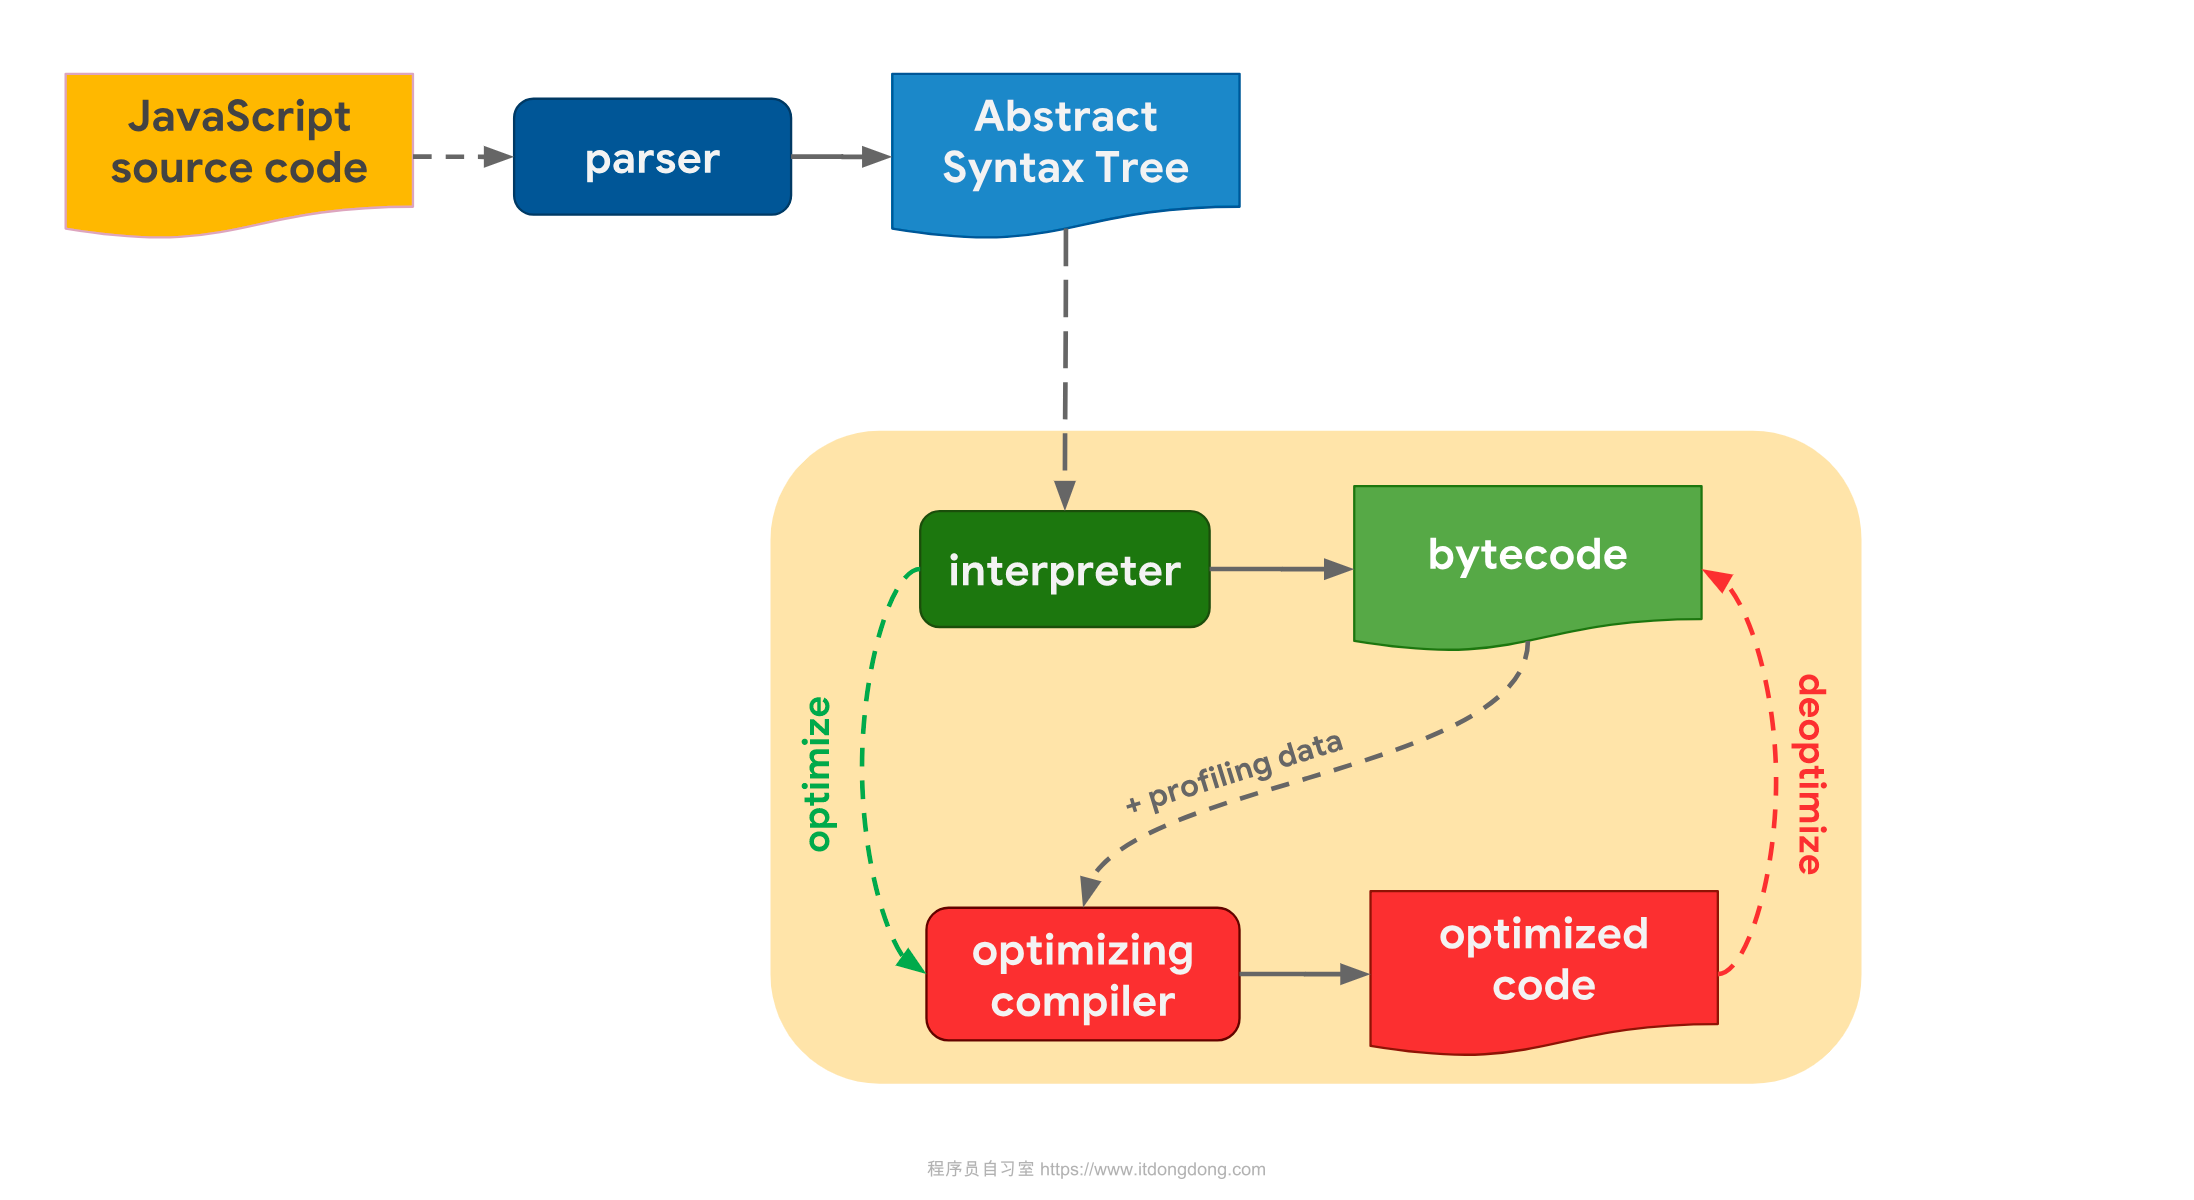 JavaScript
source code
parser
Abstract
Syntax Tree
interpreter
bytecode
optimize
+ profiling data
deoptimize
optimizing
compiler
optimized
code
程序员自习室 https://www.itdongdong.com